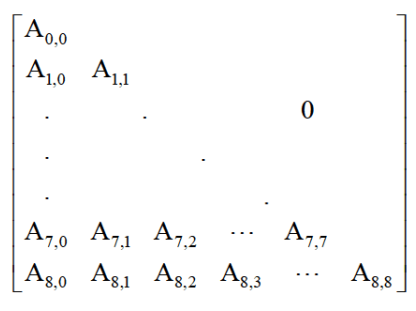 A0,0
A1,0 A1,1
. . 0
. .
. .
A7,0 A7,1 A7,2 ⋯ A7,7
A8,0 A8,1 A8,2 A8,3 ⋯ A8,8